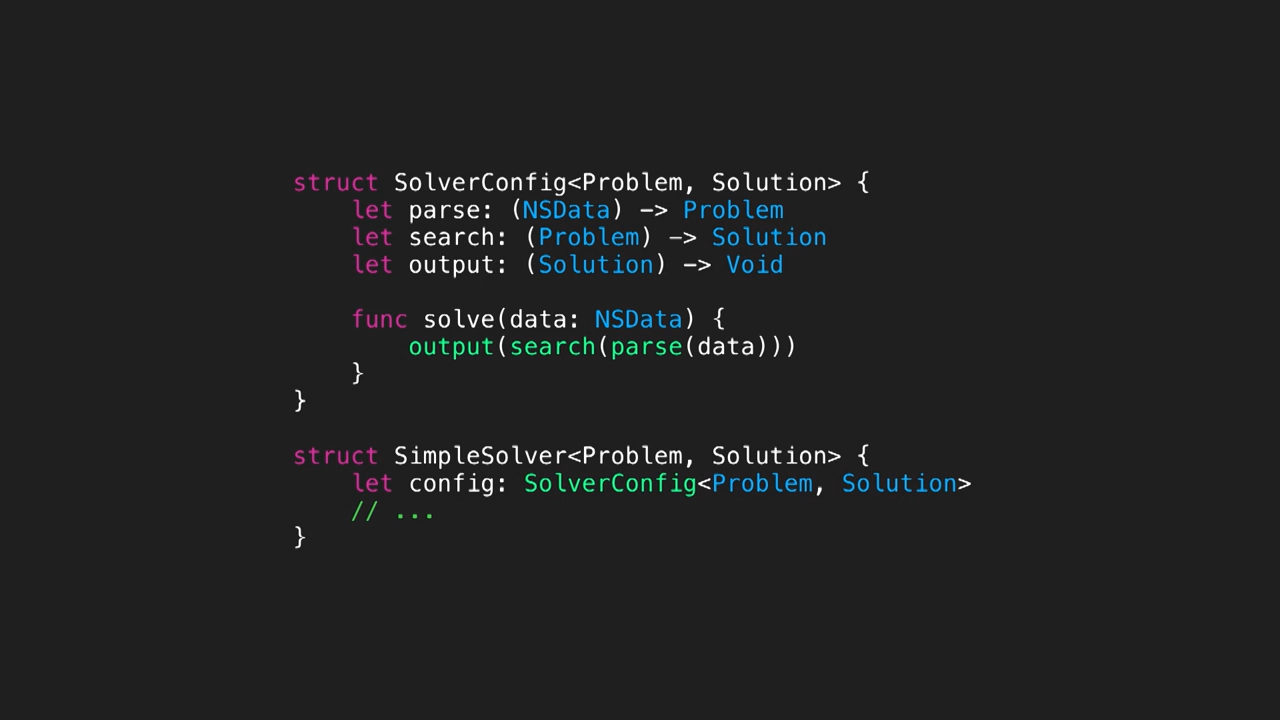 struct SolverConfig<Problem, Solution> {
    let parse: (NSData) -> Problem
    let search: (Problem) -> Solution
    let output: (Solution) -> Void

    func solve(data: NSData) {
        output(search(parse(data)))
    }
}

struct SimpleSolver<Problem, Solution> {
    let config: SolverConfig<Problem, Solution>
    // ...
}